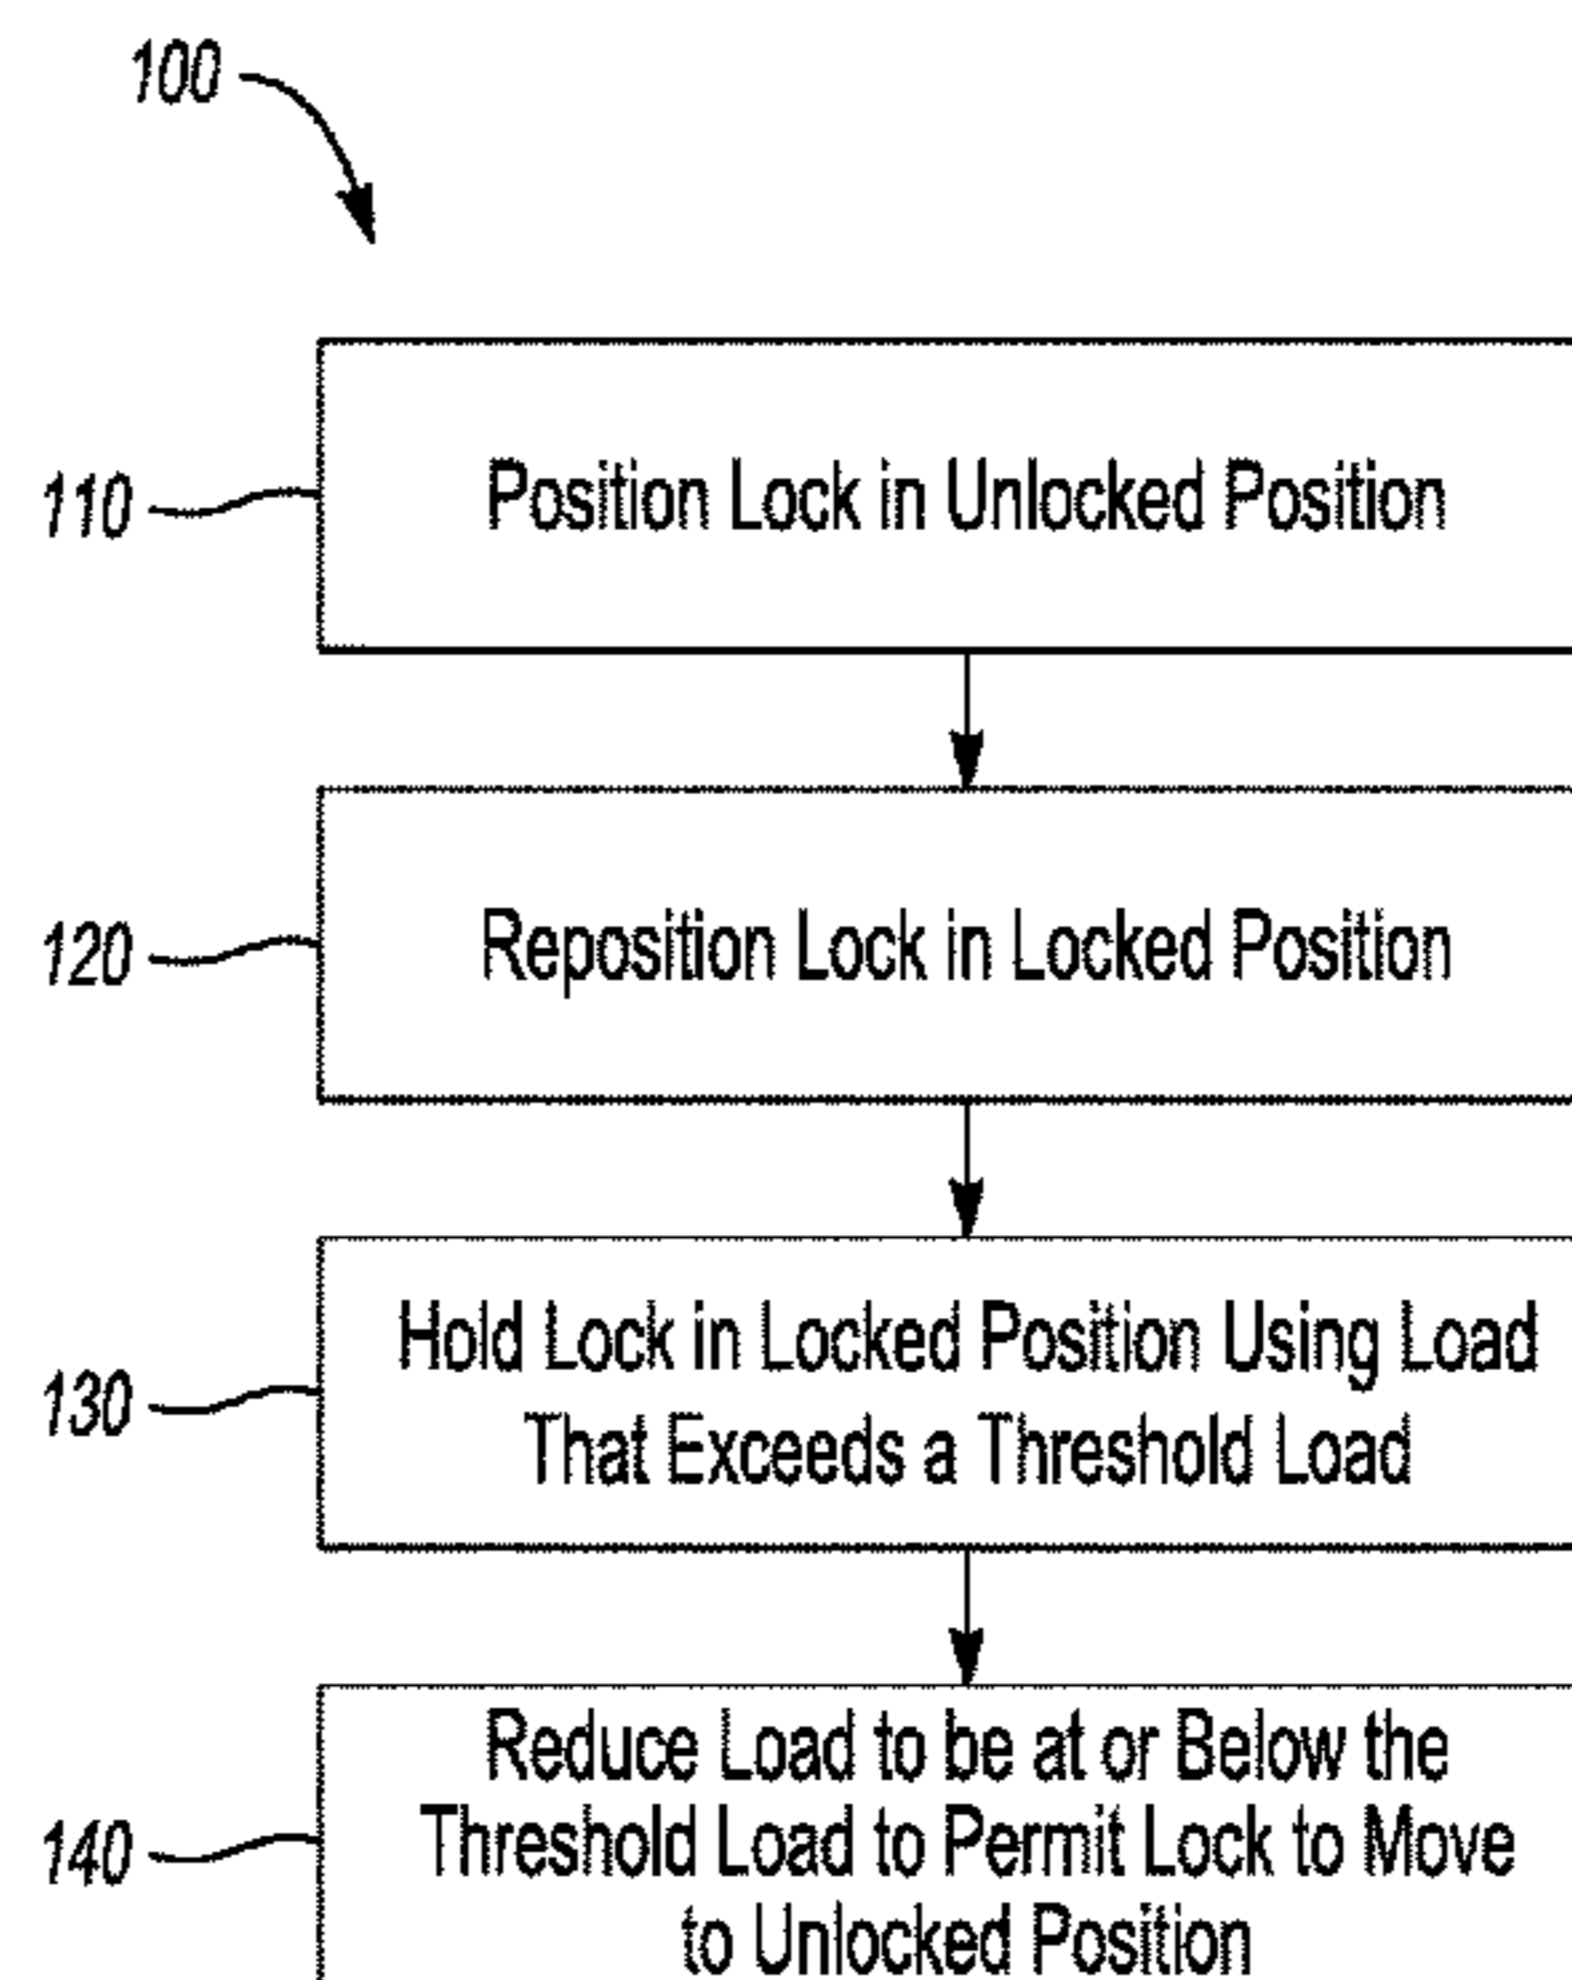 100
110
Position Lock in Unlocked Position
120
Reposition Lock in Locked Position
130
Hold Lock in Locked Position Using Load
That Exceeds a Threshold Load
140
Reduce Load to be at or Below the
Threshold Load to Permit Lock to Move
to Unlocked Position